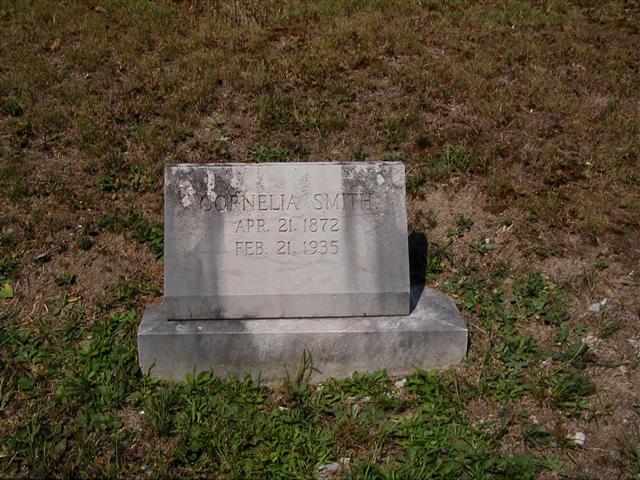 CORNELIA SMITH
APR. 21, 1872
FEB. 21, 1935